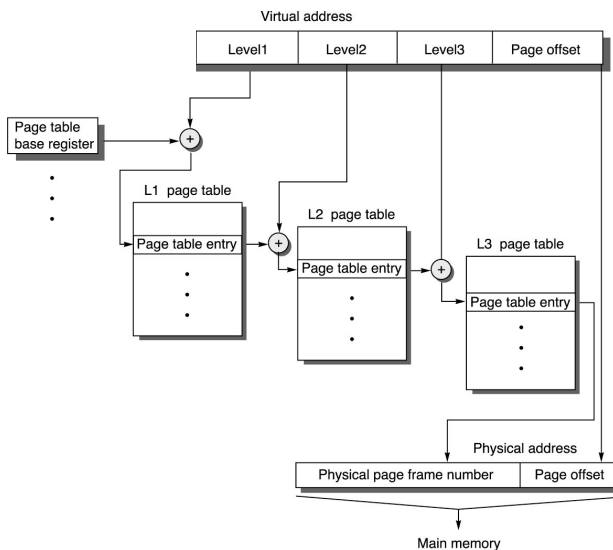 Virtual address
Level1 Level2 Level3 Page offset
Page table
base register
+
L1 page table
L2 page table
+
Page table entry
L3 page table
Page table entry
+
Page table entry
Physical address
Physical page frame number Page offset
Main memory